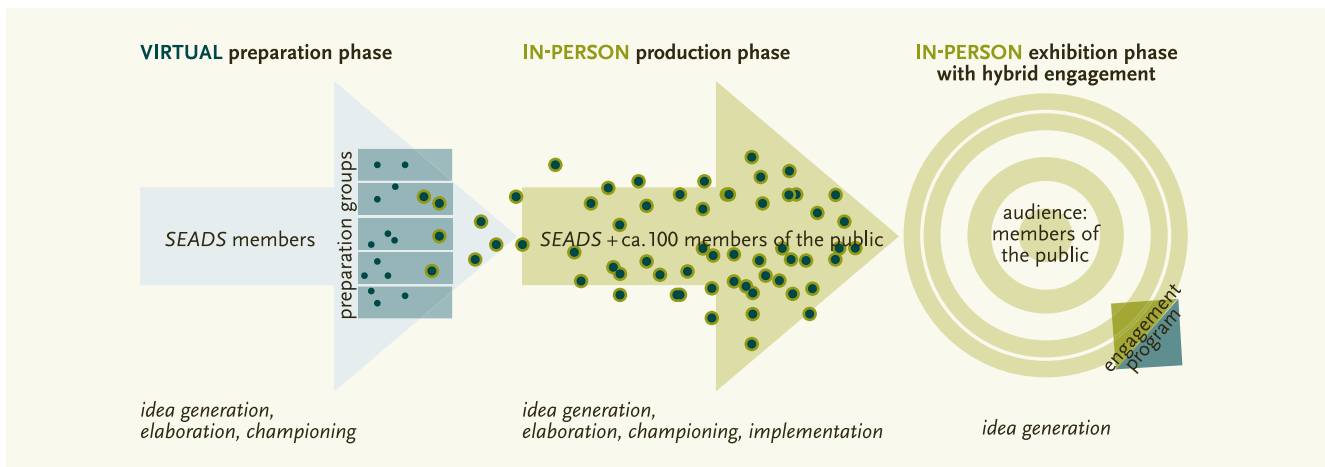 VIRTUAL preparation phase
SEADS members
preparation groups
idea generation,
elaboration, championing
IN-PERSON production phase
SEADS + ca.100 members of the public
idea generation,
elaboration, championing, implementation
IN-PERSON exhibition phase
with hybrid engagement
audience:
members of
the public
engagement
program
idea generation